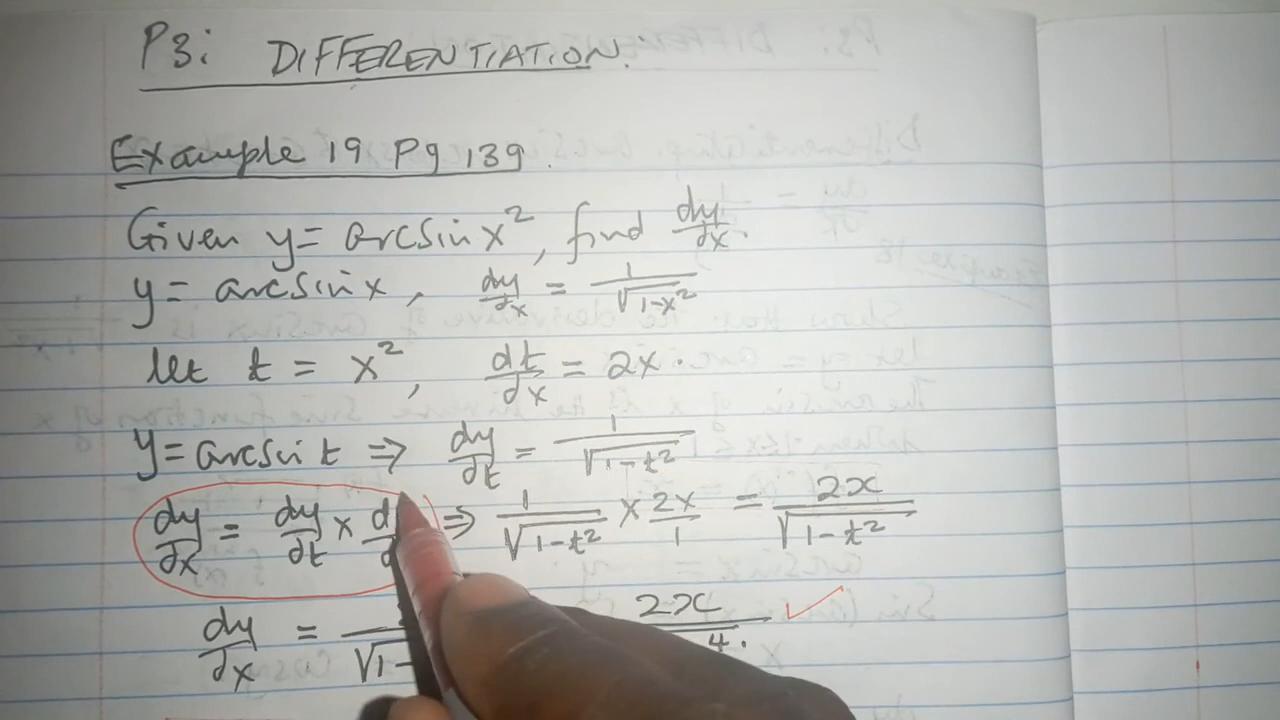 P3: DIFFERENTIATION.
Example 19 Pg 139.
Given y = arcsin x², find dy/dx.
y = arcsin x, dy/dx = 1/√(1-x²)
let t = x², dt/dx = 2x.
y = arcsin t ⇒ dy/dt = 1/√(1-t²)
dy/dx = dy/dt × d ⇒ 1/√(1-t²) × 2x/1 = 2x/√(1-t²)
dy/dx = √1- 2x 4. ✓